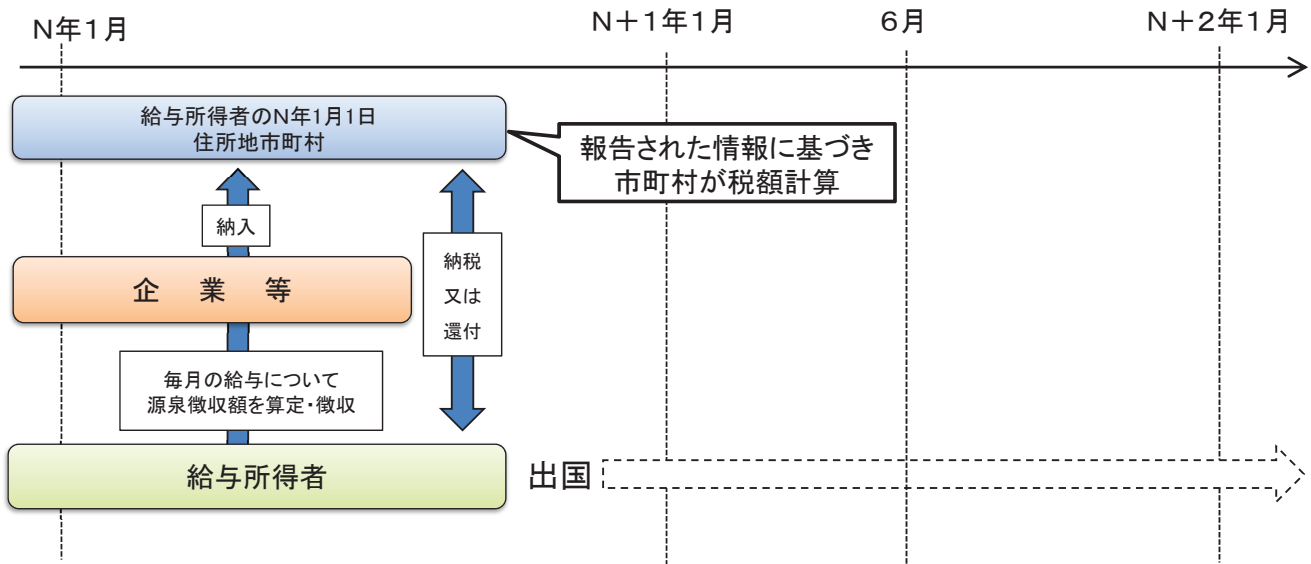 N年1月
N+1年1月
6月
N+2年1月
給与所得者のN年1月1日
住所地市町村
報告された情報に基づき
市町村が税額計算
納入
納税
又は
還付
企 業 等
毎月の給与について
源泉徴収額を算定・徴収
給与所得者
出国